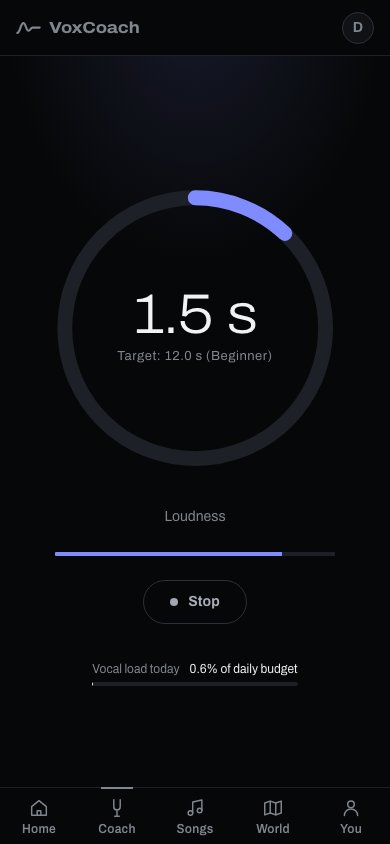 VoxCoach
D
1.5 s
Target: 12.0 s (Beginner)
Loudness
Stop
Vocal load today 0.6% of daily budget
Home Coach Songs World You